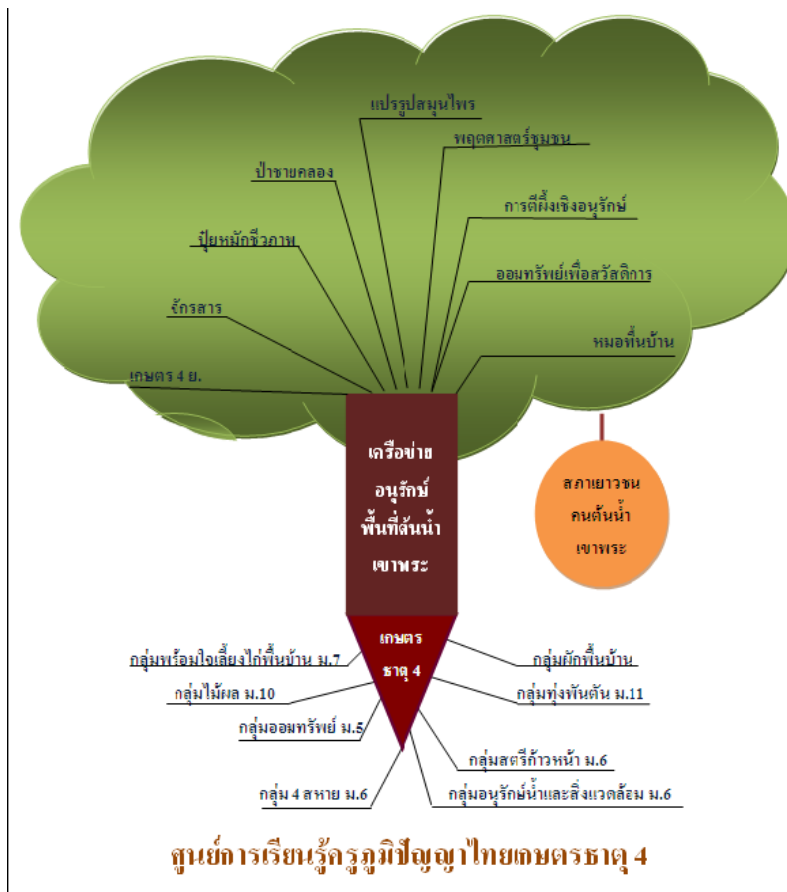 แปรรูปสมุนไพร
พฤตศาสตร์ชุมชน
ป่าชายคลอง
การตีผึ้งเชิงอนุรักษ์
ปุ๋ยหมักชีวภาพ
ออมทรัพย์เพื่อสวัสดิการ
จักรสาร
หมอพื้นบ้าน
เกษตร 4 ย.
เครือข่าย
อนุรักษ์
พื้นที่ต้นน้ำ
เขาพระ
สภาเยาวชน
คนต้นน้ำ
เขาพระ
เกษตร
ธาตุ 4
กลุ่มพร้อมใจเลี้ยงไก่พื้นบ้าน ม.7
กลุ่มผักพื้นบ้าน
กลุ่มไม้ผล ม.10
กลุ่มทุ่งพันตัน ม.11
กลุ่มออมทรัพย์ ม.5
กลุ่มสตรีก้าวหน้า ม.6
กลุ่ม 4 สหาย ม.6
กลุ่มอนุรักษ์น้ำและสิ่งแวดล้อม ม.6
ศูนย์การเรียนรู้ครูภูมิปัญญาไทยเกษตรธาตุ 4